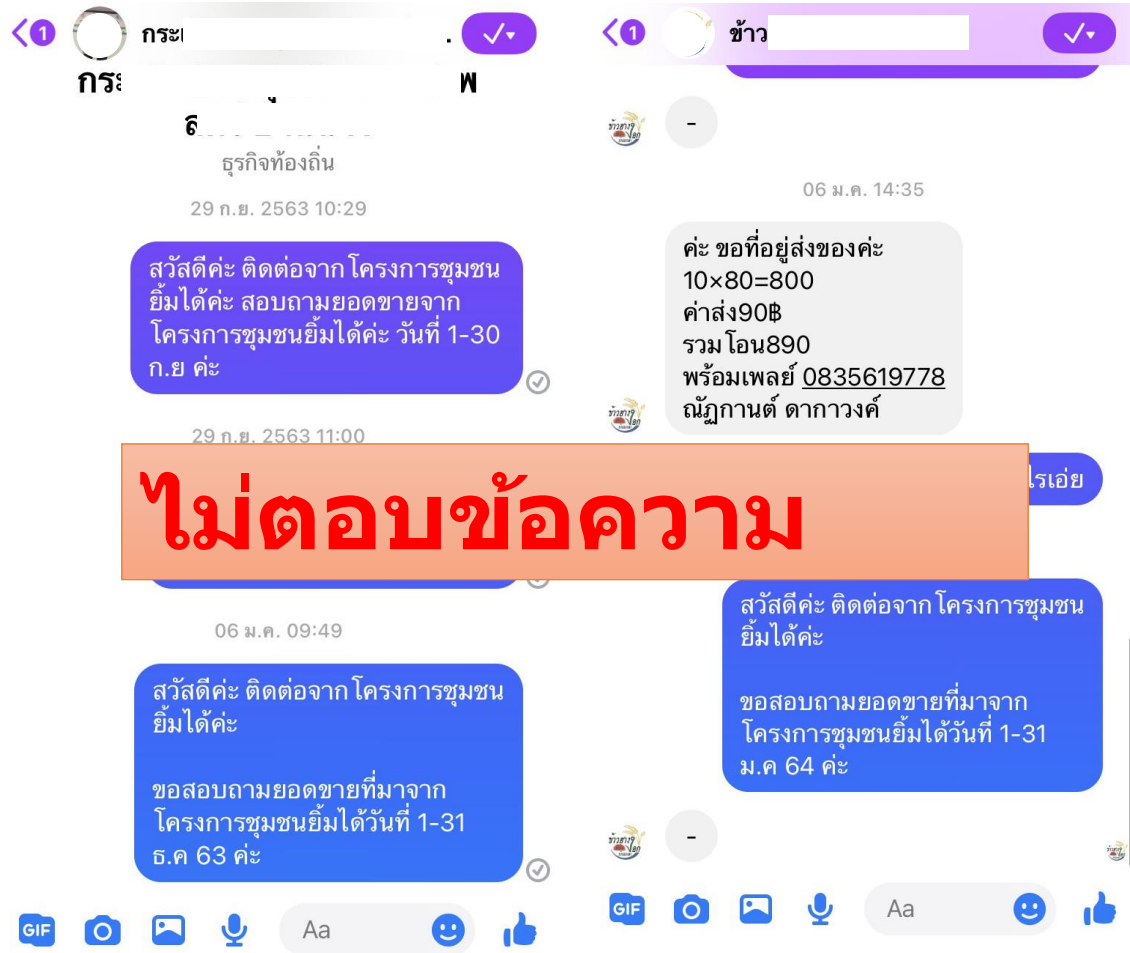 1
กระ
กระ
พ
ธุรกิจท้องถิ่น
29 ก.ย. 2563 10:29
สวัสดีค่ะ ติดต่อจากโครงการชุมชน
ยิ้มได้ค่ะ สอบถามยอดขายจาก
โครงการชุมชนยิ้มได้ค่ะ วันที่ 1-30
ก.ย ค่ะ
29 ก.ย. 2563 11:00
ไม่ตอบข้อความ
06 ม.ค. 09:49
สวัสดีค่ะ ติดต่อจากโครงการชุมชน
ยิ้มได้ค่ะ
ขอสอบถามยอดขายที่มาจาก
โครงการชุมชนยิ้มได้วันที่ 1-31
ธ.ค 63 ค่ะ
GIF
Aa
1
ข้าว
-
06 ม.ค. 14:35
ค่ะ ขอที่อยู่ส่งของค่ะ
10×80=800
ค่าส่ง90฿
รวมโอน890
พร้อมเพลย์ 0835619778
ณัฏกานต์ ดากาวงค์
ไรเอ่ย
สวัสดีค่ะ ติดต่อจากโครงการชุมชน
ยิ้มได้ค่ะ
ขอสอบถามยอดขายที่มาจาก
โครงการชุมชนยิ้มได้วันที่ 1-31
ม.ค 64 ค่ะ
-
GIF
Aa